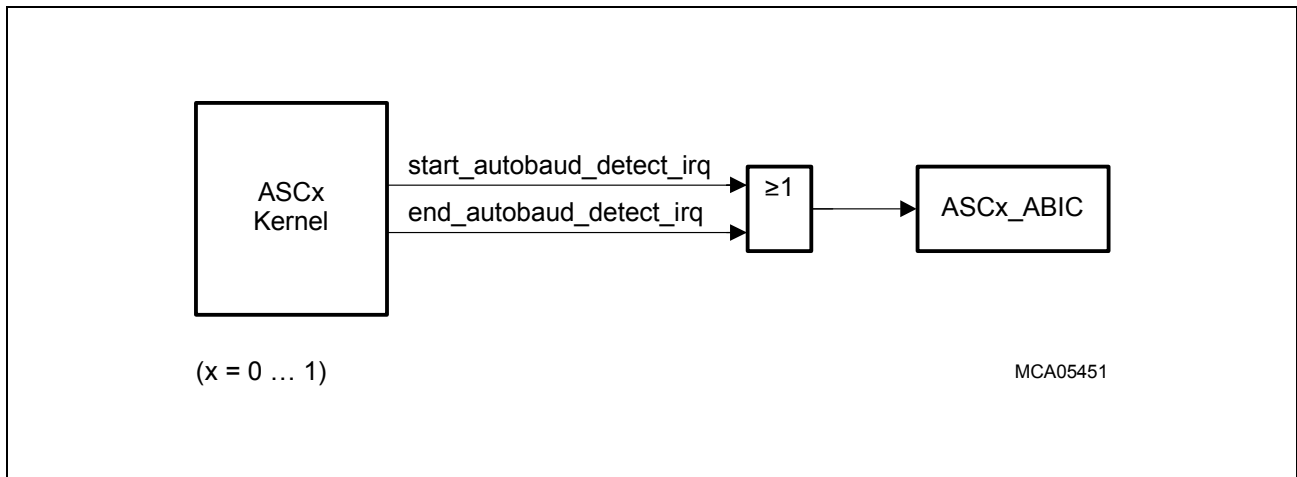 ASCx
Kernel
start_autobaud_detect_irq
end_autobaud_detect_irq
≥1
ASCx_ABIC
(x = 0 … 1)
MCA05451